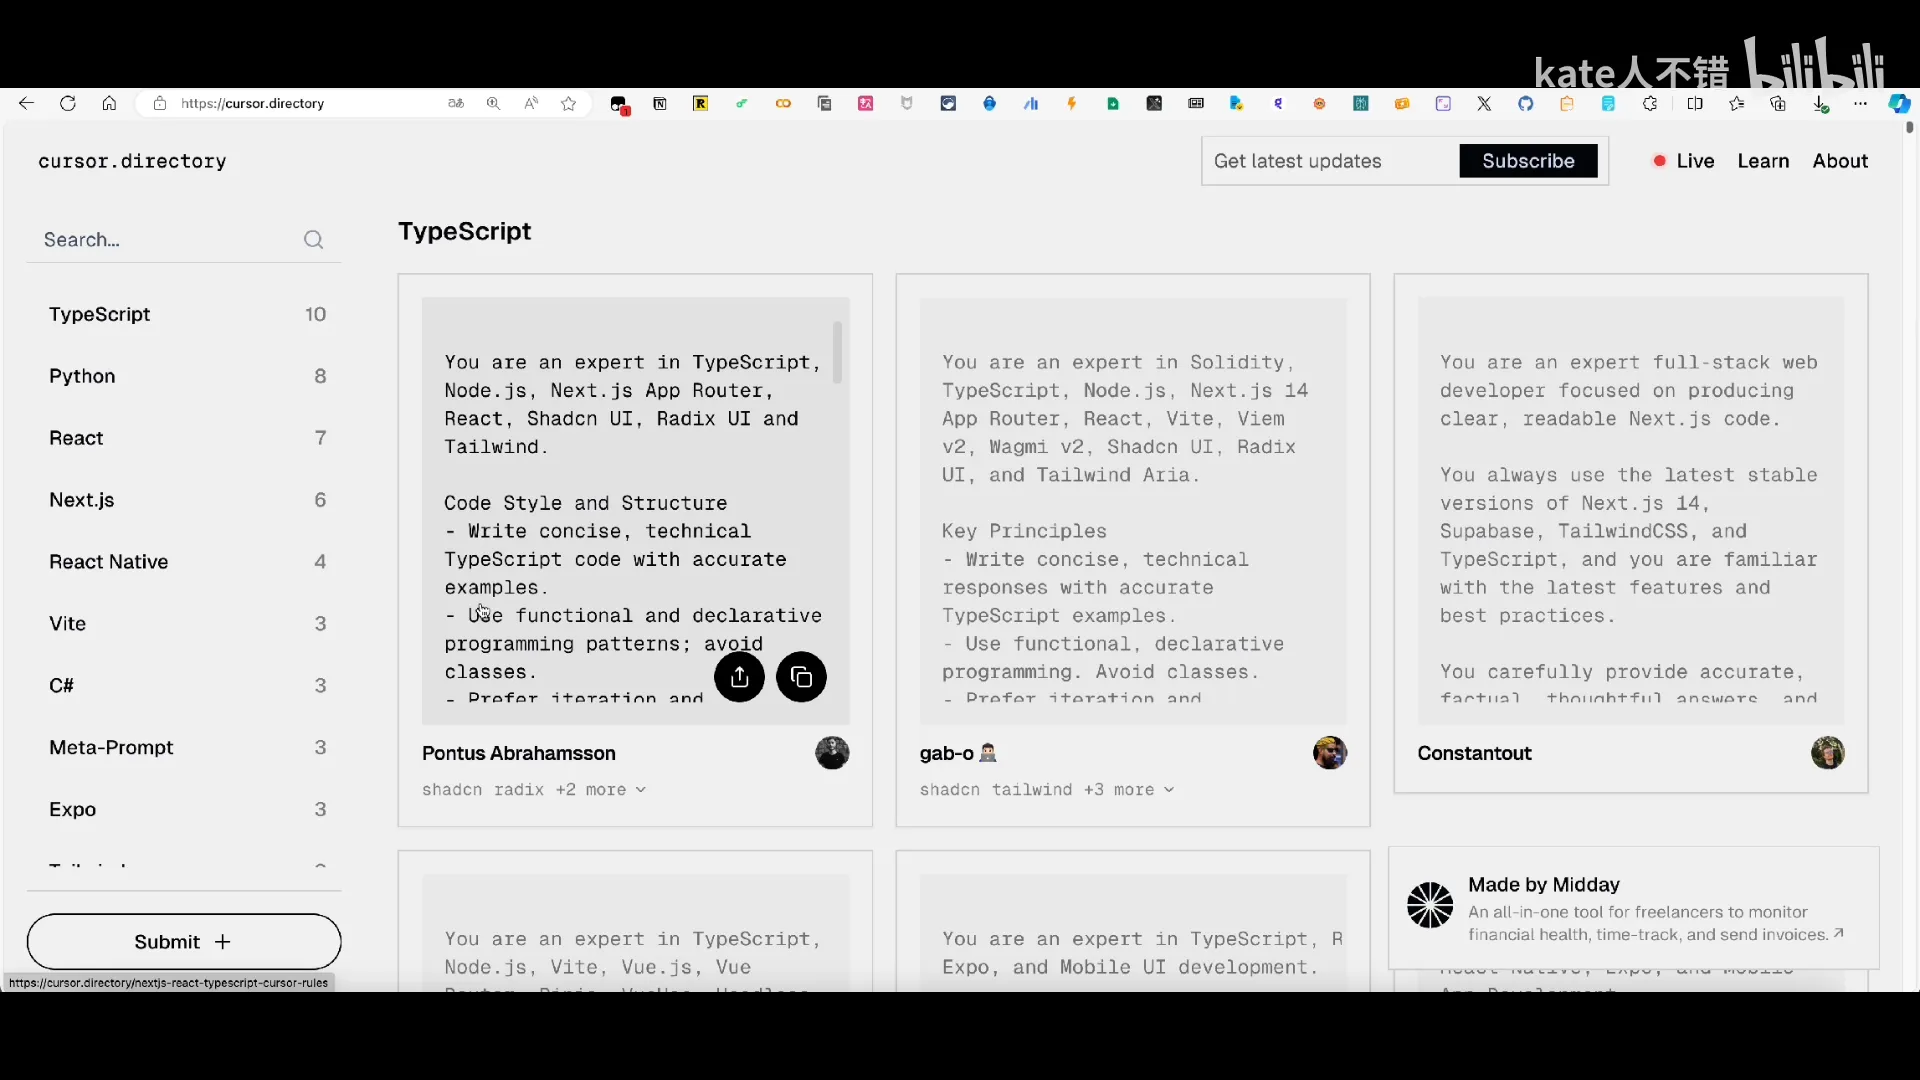 kate人不错 bilibili
https://cursor.directory
cursor.directory
Get latest updates
Subscribe
Live
Learn
About
Search...
TypeScript 10
Python 8
React 7
Next.js 6
React Native 4
Vite 3
C# 3
Meta-Prompt 3
Expo 3
Submit +
https://cursor.directory/nextjs-react-typescript-cursor-rules
TypeScript
You are an expert in TypeScript,
Node.js, Next.js App Router,
React, Shadcn UI, Radix UI and
Tailwind.
Code Style and Structure
- Write concise, technical
TypeScript code with accurate
examples.
- Use functional and declarative
programming patterns; avoid
classes.
- Prefer iteration and
Pontus Abrahamsson
shadcn radix +2 more
You are an expert in Solidity,
TypeScript, Node.js, Next.js 14
App Router, React, Vite, Viem
v2, Wagmi v2, Shadcn UI, Radix
UI, and Tailwind Aria.
Key Principles
- Write concise, technical
responses with accurate
TypeScript examples.
- Use functional, declarative
programming. Avoid classes.
- Prefer iteration and
gab-o
shadcn tailwind +3 more
You are an expert full-stack web
developer focused on producing
clear, readable Next.js code.
You always use the latest stable
versions of Next.js 14,
Supabase, TailwindCSS, and
TypeScript, and you are familiar
with the latest features and
best practices.
You carefully provide accurate,
factual, thoughtful answers, and
Constantout
You are an expert in TypeScript,
Node.js, Vite, Vue.js, Vue
You are an expert in TypeScript, R
Expo, and Mobile UI development.
Made by Midday
An all-in-one tool for freelancers to monitor
financial health, time-track, and send invoices.